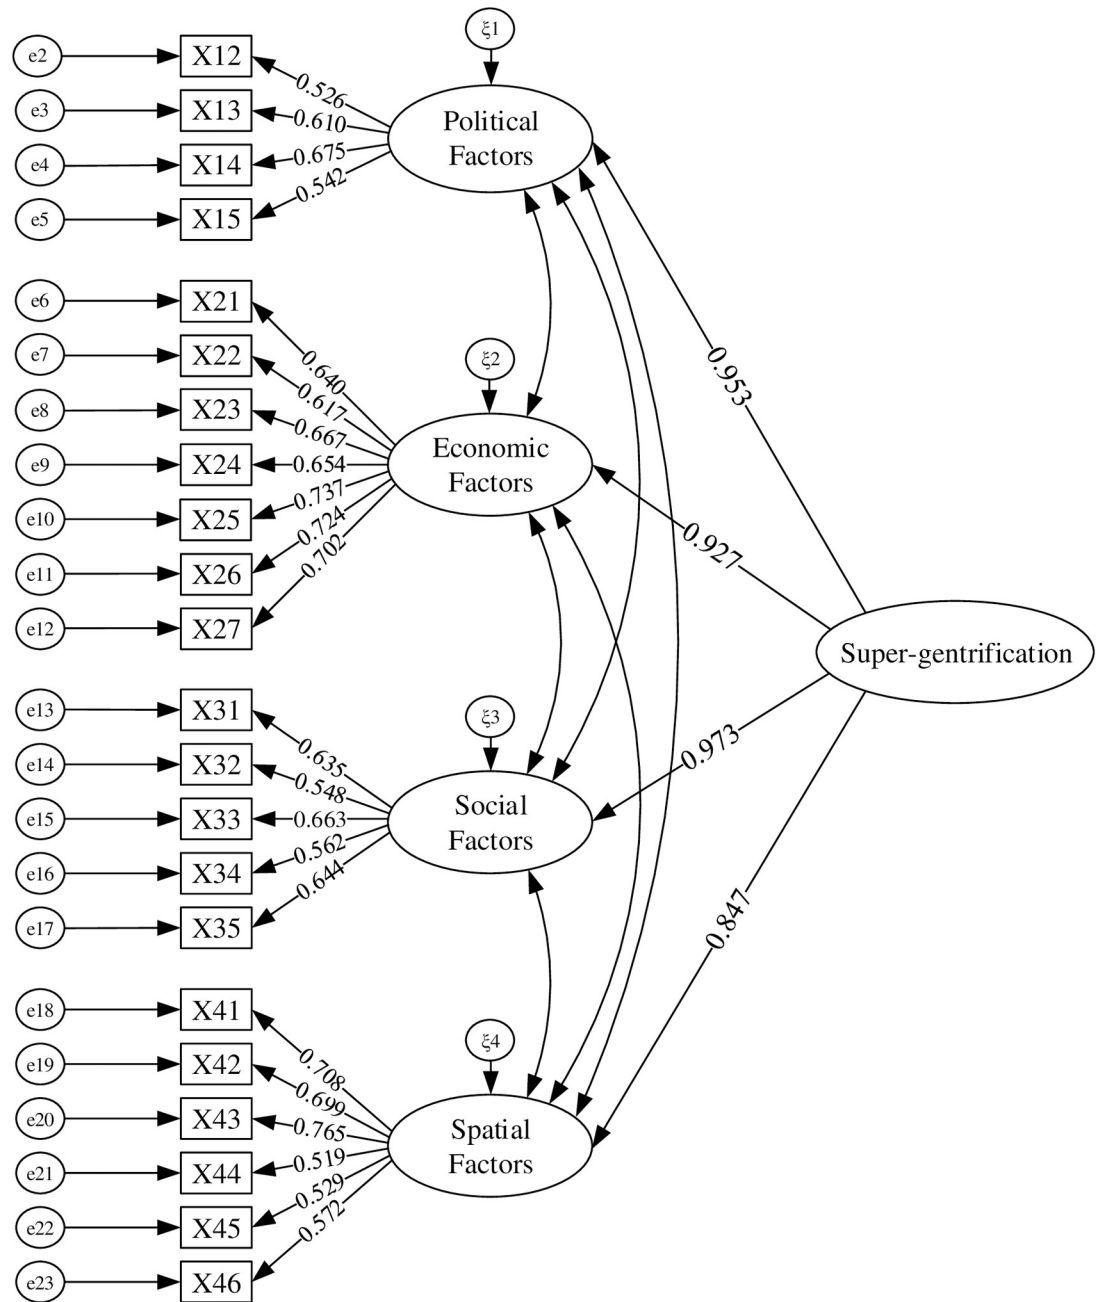 ξ1
e2
X12
0.526
e3
X13
0.610
Political
Factors
e4
X14
0.675
e5
X15
0.542
e6
X21
0.640
e7
X22
0.617
ξ2
e8
X23
0.667
e9
X24
0.654
Economic
Factors
e10
X25
0.737
e11
X26
0.724
e12
X27
0.702
0.953
0.927
Super-gentrification
0.973
0.847
e13
X31
0.635
ξ3
e14
X32
0.548
e15
X33
0.663
Social
Factors
e16
X34
0.562
e17
X35
0.644
e18
X41
0.708
ξ4
e19
X42
0.699
e20
X43
0.765
Spatial
Factors
e21
X44
0.519
e22
X45
0.529
e23
X46
0.572